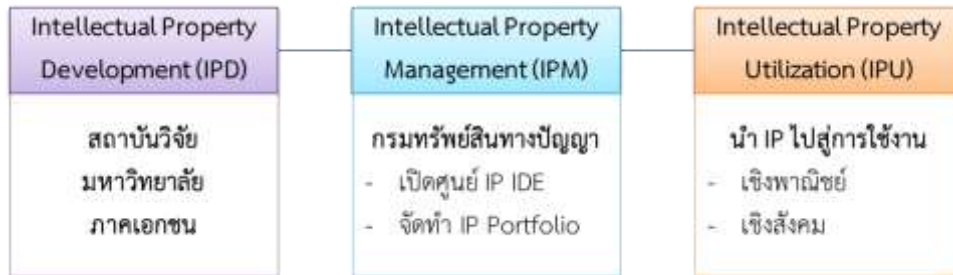 Intellectual Property
Development (IPD)
สถาบันวิจัย
มหาวิทยาลัย
ภาคเอกชน
Intellectual Property
Management (IPM)
กรมทรัพย์สินทางปัญญา
- เปิดศูนย์ IP IDE
- จัดทำ IP Portfolio
Intellectual Property
Utilization (IPU)
นำ IP ไปสู่การใช้งาน
- เชิงพาณิชย์
- เชิงสังคม